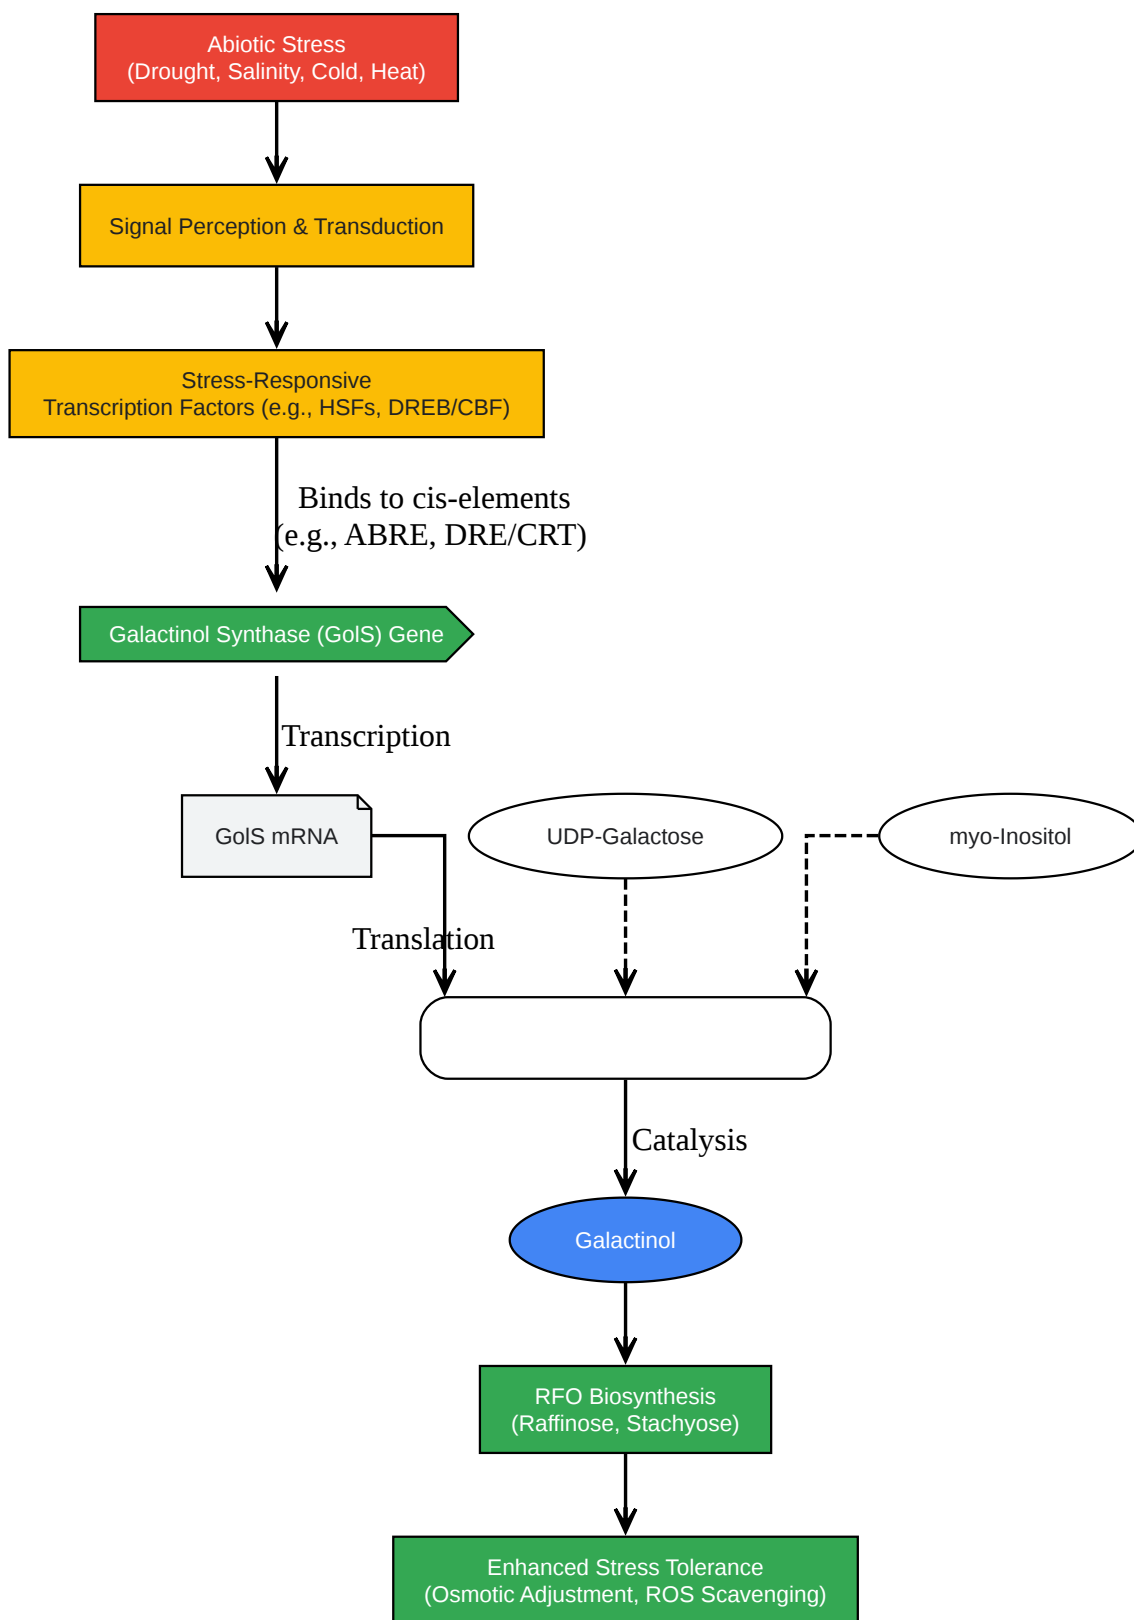 Abiotic Stress
(Drought, Salinity, Cold, Heat)
Signal Perception & Transduction
Stress-Responsive
Transcription Factors (e.g., HSFs, DREB/CBF)
Binds to cis-elements
(e.g., ABRE, DRE/CRT)
Galactinol Synthase (GolS) Gene
Transcription
GolS mRNA
UDP-Galactose
myo-Inositol
Translation
Catalysis
Galactinol
RFO Biosynthesis
(Raffinose, Stachyose)
Enhanced Stress Tolerance
(Osmotic Adjustment, ROS Scavenging)